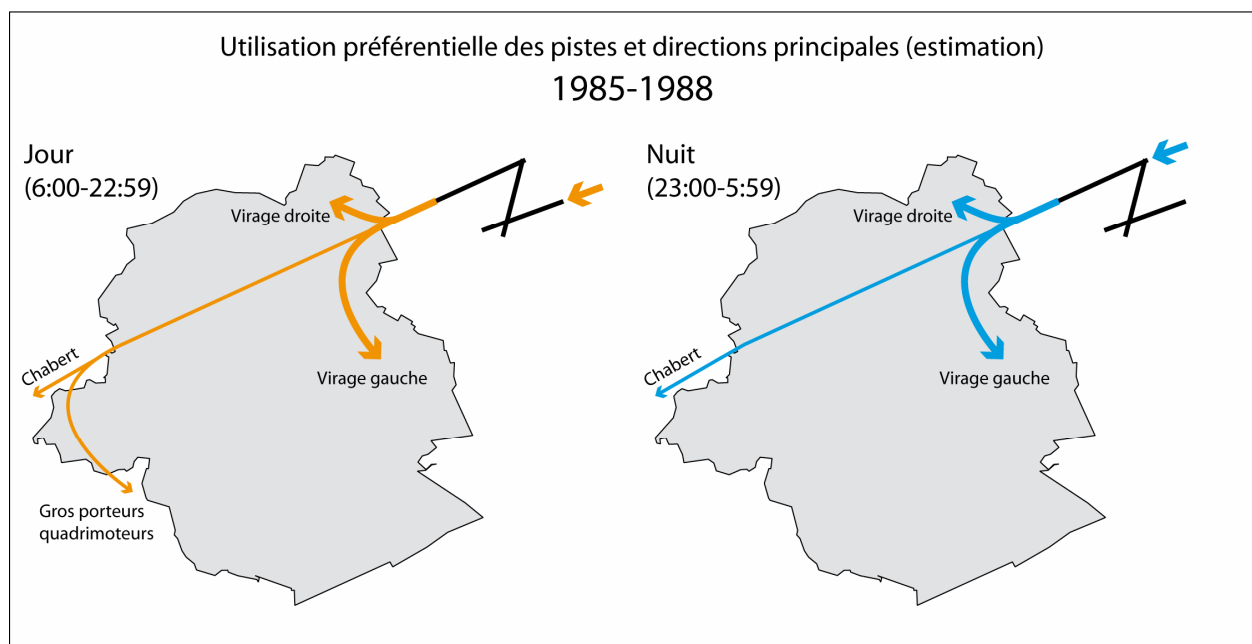 Utilisation préférentielle des pistes et directions principales (estimation)
1985-1988
Jour
(6:00-22:59)
Virage droite
Chabert
Virage gauche
Gros porteurs
quadrimoteurs
Nuit
(23:00-5:59)
Virage droite
Chabert
Virage gauche